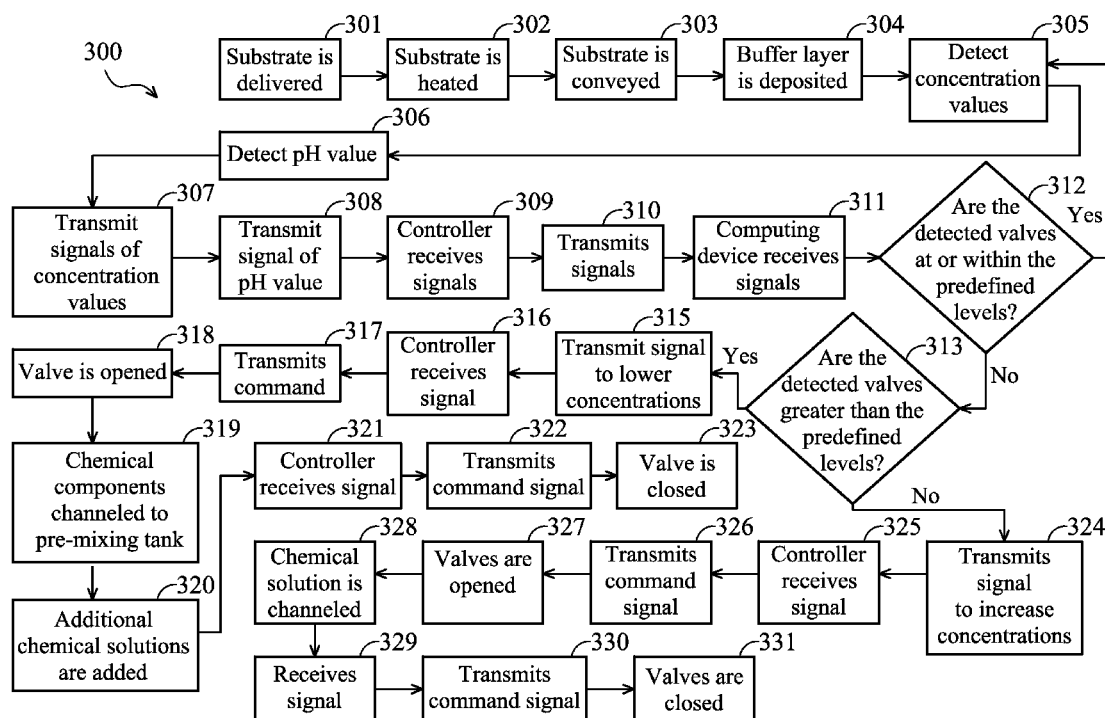 300
301
Substrate is
delivered
302
Substrate is
heated
303
Substrate is
conveyed
304
Buffer layer
is deposited
305
Detect
concentration
values
306
Detect pH value
307
Transmit
signals of
concentration
values
308
Transmit
signal of
pH value
309
Controller
receives
signals
310
Transmits
signals
311
Computing
device receives
signals
312
Are the
detected valves
at or within the
predefined
levels?
Yes
No
313
Are the
detected valves
greater than the
predefined
levels?
Yes
No
315
Transmit signal
to lower
concentrations
316
Controller
receives
signal
317
Transmits
command
318
Valve is opened
319
Chemical
components
channeled to
pre-mixing tank
320
Additional
chemical solutions
are added
321
Controller
receives signal
322
Transmits
command signal
323
Valve is
closed
324
Transmits
signal
to increase
concentrations
325
Controller
receives
signal
326
Transmits
command
signal
327
Valves are
opened
328
Chemical
solution is
channeled
329
Receives
signal
330
Transmits
command signal
331
Valves are
closed